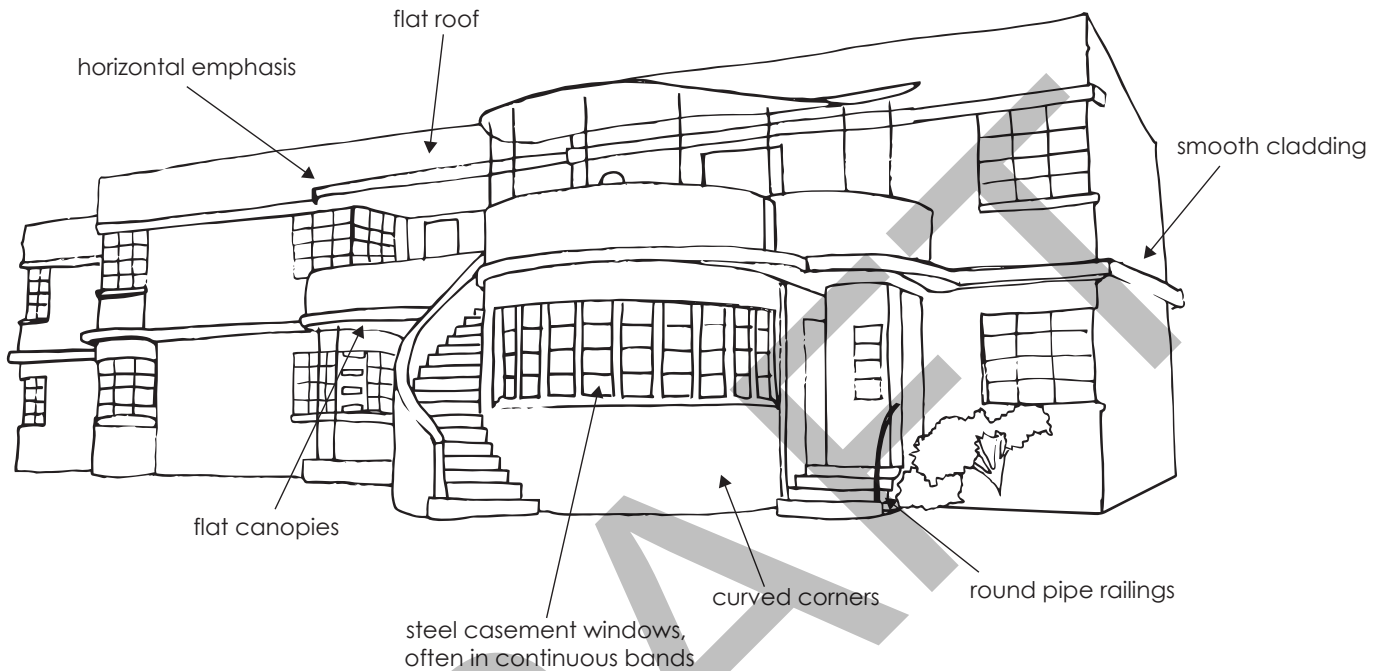 flat roof
horizontal emphasis
smooth cladding
flat canopies
round pipe railings
curved corners
steel casement windows,
often in continuous bands